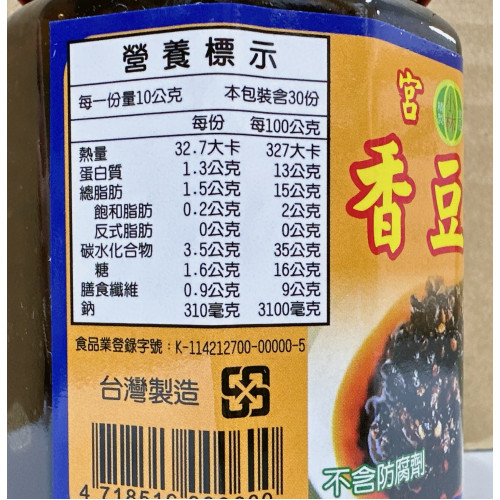 營養標示
每一份量10公克 本包裝含30份
每份 每100公克
熱量 32.7大卡 327大卡
蛋白質 1.3公克 13公克
總脂肪 1.5公克 15公克
飽和脂肪 0.2公克 2公克
反式脂肪 0公克 0公克
碳水化合物 3.5公克 35公克
糖 1.6公克 16公克
膳食纖維 0.9公克 9公克
鈉 310毫克 3100毫克
食品業登錄字號：K-114212700-00000-5
台灣製造
宮
香豆
不含防腐劑